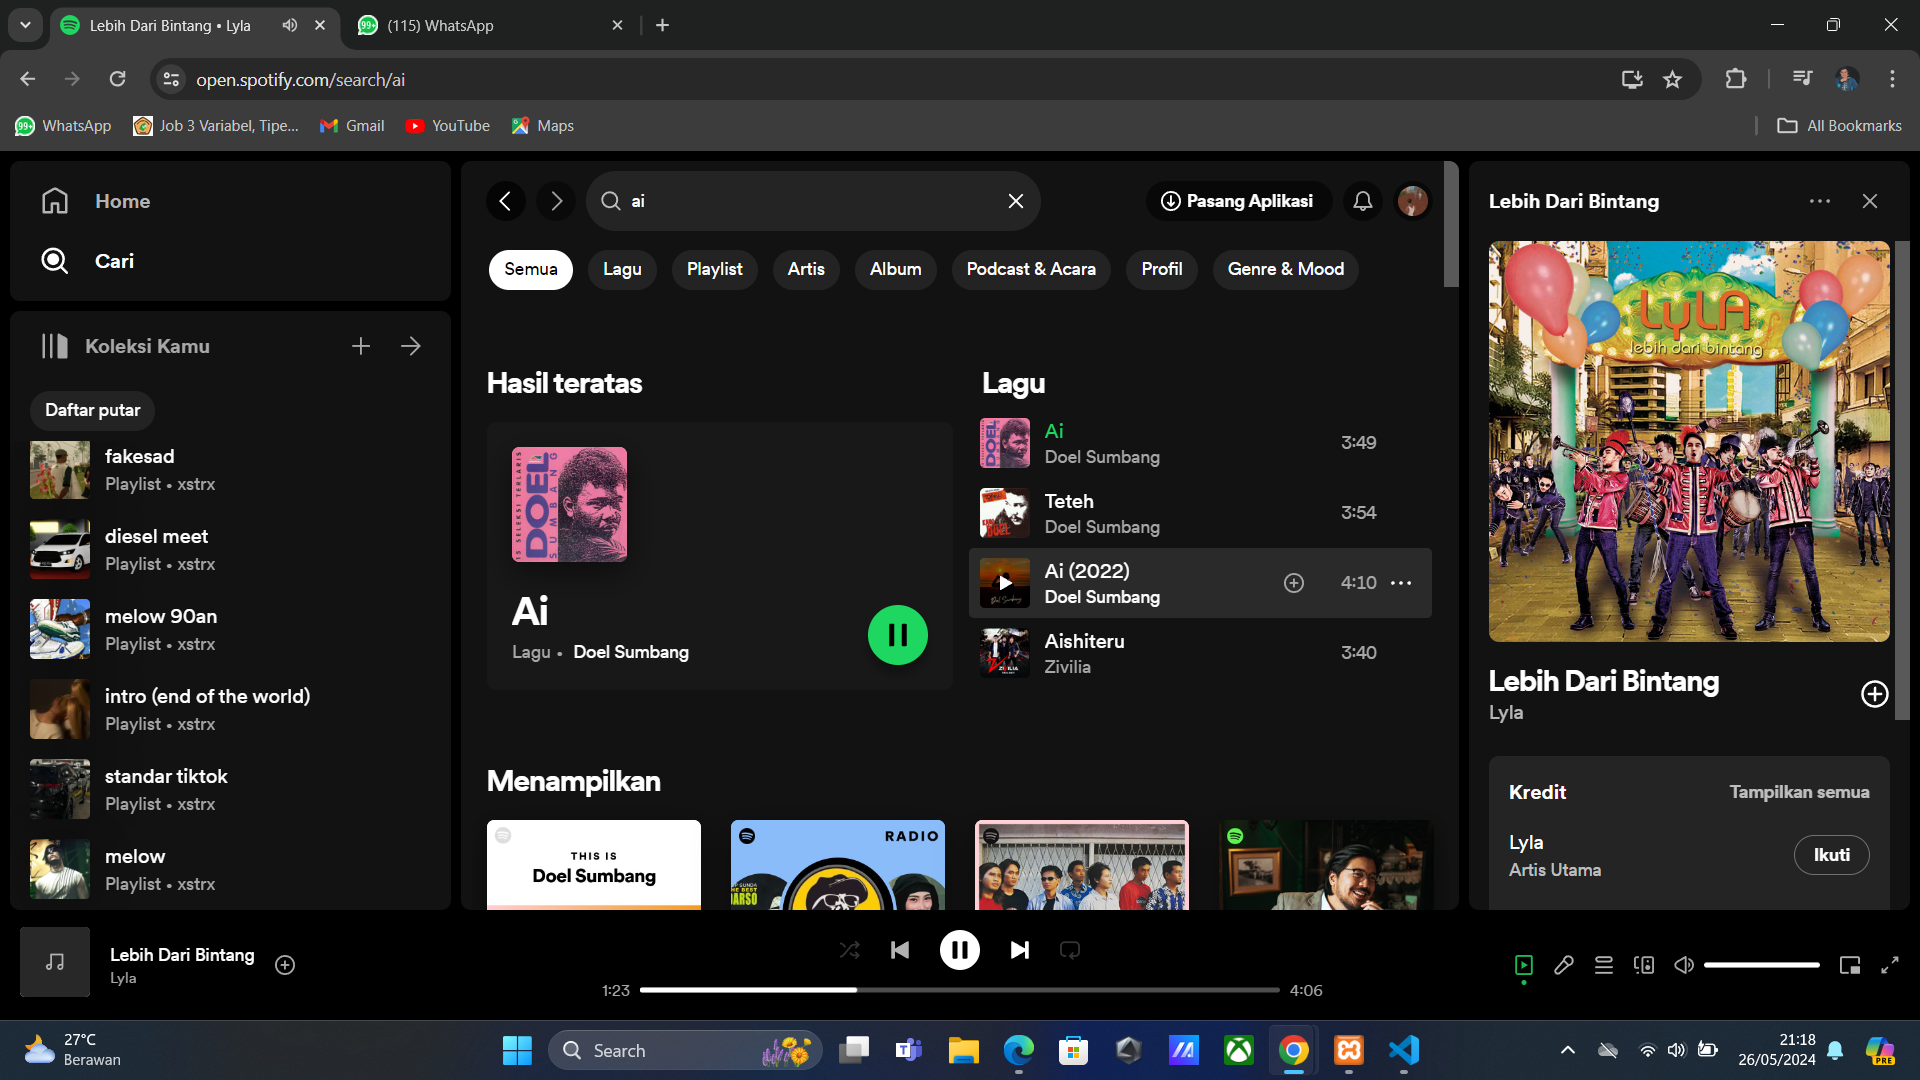 Lebih Dari Bintang • Lyla
99+
(115) WhatsApp
open.spotify.com/search/ai
99+
WhatsApp
Job 3 Variabel, Tipe...
Gmail
YouTube
Maps
All Bookmarks
Home
Cari
Koleksi Kamu
Daftar putar
fakesad
Playlist • xstrx
diesel meet
Playlist • xstrx
melow 90an
Playlist • xstrx
intro (end of the world)
Playlist • xstrx
standar tiktok
Playlist • xstrx
melow
Playlist • xstrx
ai
Pasang Aplikasi
Semua
Lagu
Playlist
Artis
Album
Podcast & Acara
Profil
Genre & Mood
Hasil teratas
15 SELEKSI TERLARIS
DOEL
SUMBANG
Ai
Lagu • Doel Sumbang
Lagu
Ai
Doel Sumbang
3:49
Teteh
Doel Sumbang
3:54
Ai (2022)
Doel Sumbang
4:10
Aishiteru
Zivilia
3:40
Menampilkan
THIS IS
Doel Sumbang
RADIO
Lebih Dari Bintang
LyLA
lebih dari bintang
Lebih Dari Bintang
Lyla
Kredit
Tampilkan semua
Lyla
Artis Utama
Ikuti
Lebih Dari Bintang
Lyla
1:23
4:06
27°C
Berawan
Search
21:18
26/05/2024
PRE